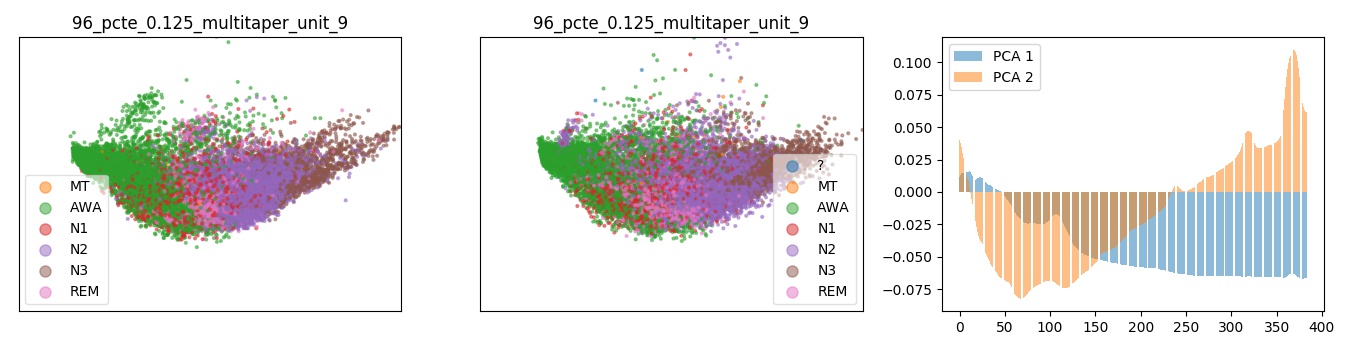 96_pcte_0.125_multitaper_unit_9
MT
AWA
N1
N2
N3
REM
96_pcte_0.125_multitaper_unit_9
?
MT
AWA
N1
N2
N3
REM
PCA 1
PCA 2
0.100
0.075
0.050
0.025
0.000
−0.025
−0.050
−0.075
0 50 100 150 200 250 300 350 400